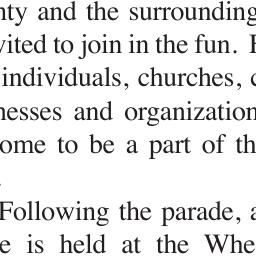 nty and the surrounding
vited to join in the fun.
individuals, churches,
nesses and organization
ome to be a part of th
.
Following the parade, a
e is held at the Whe